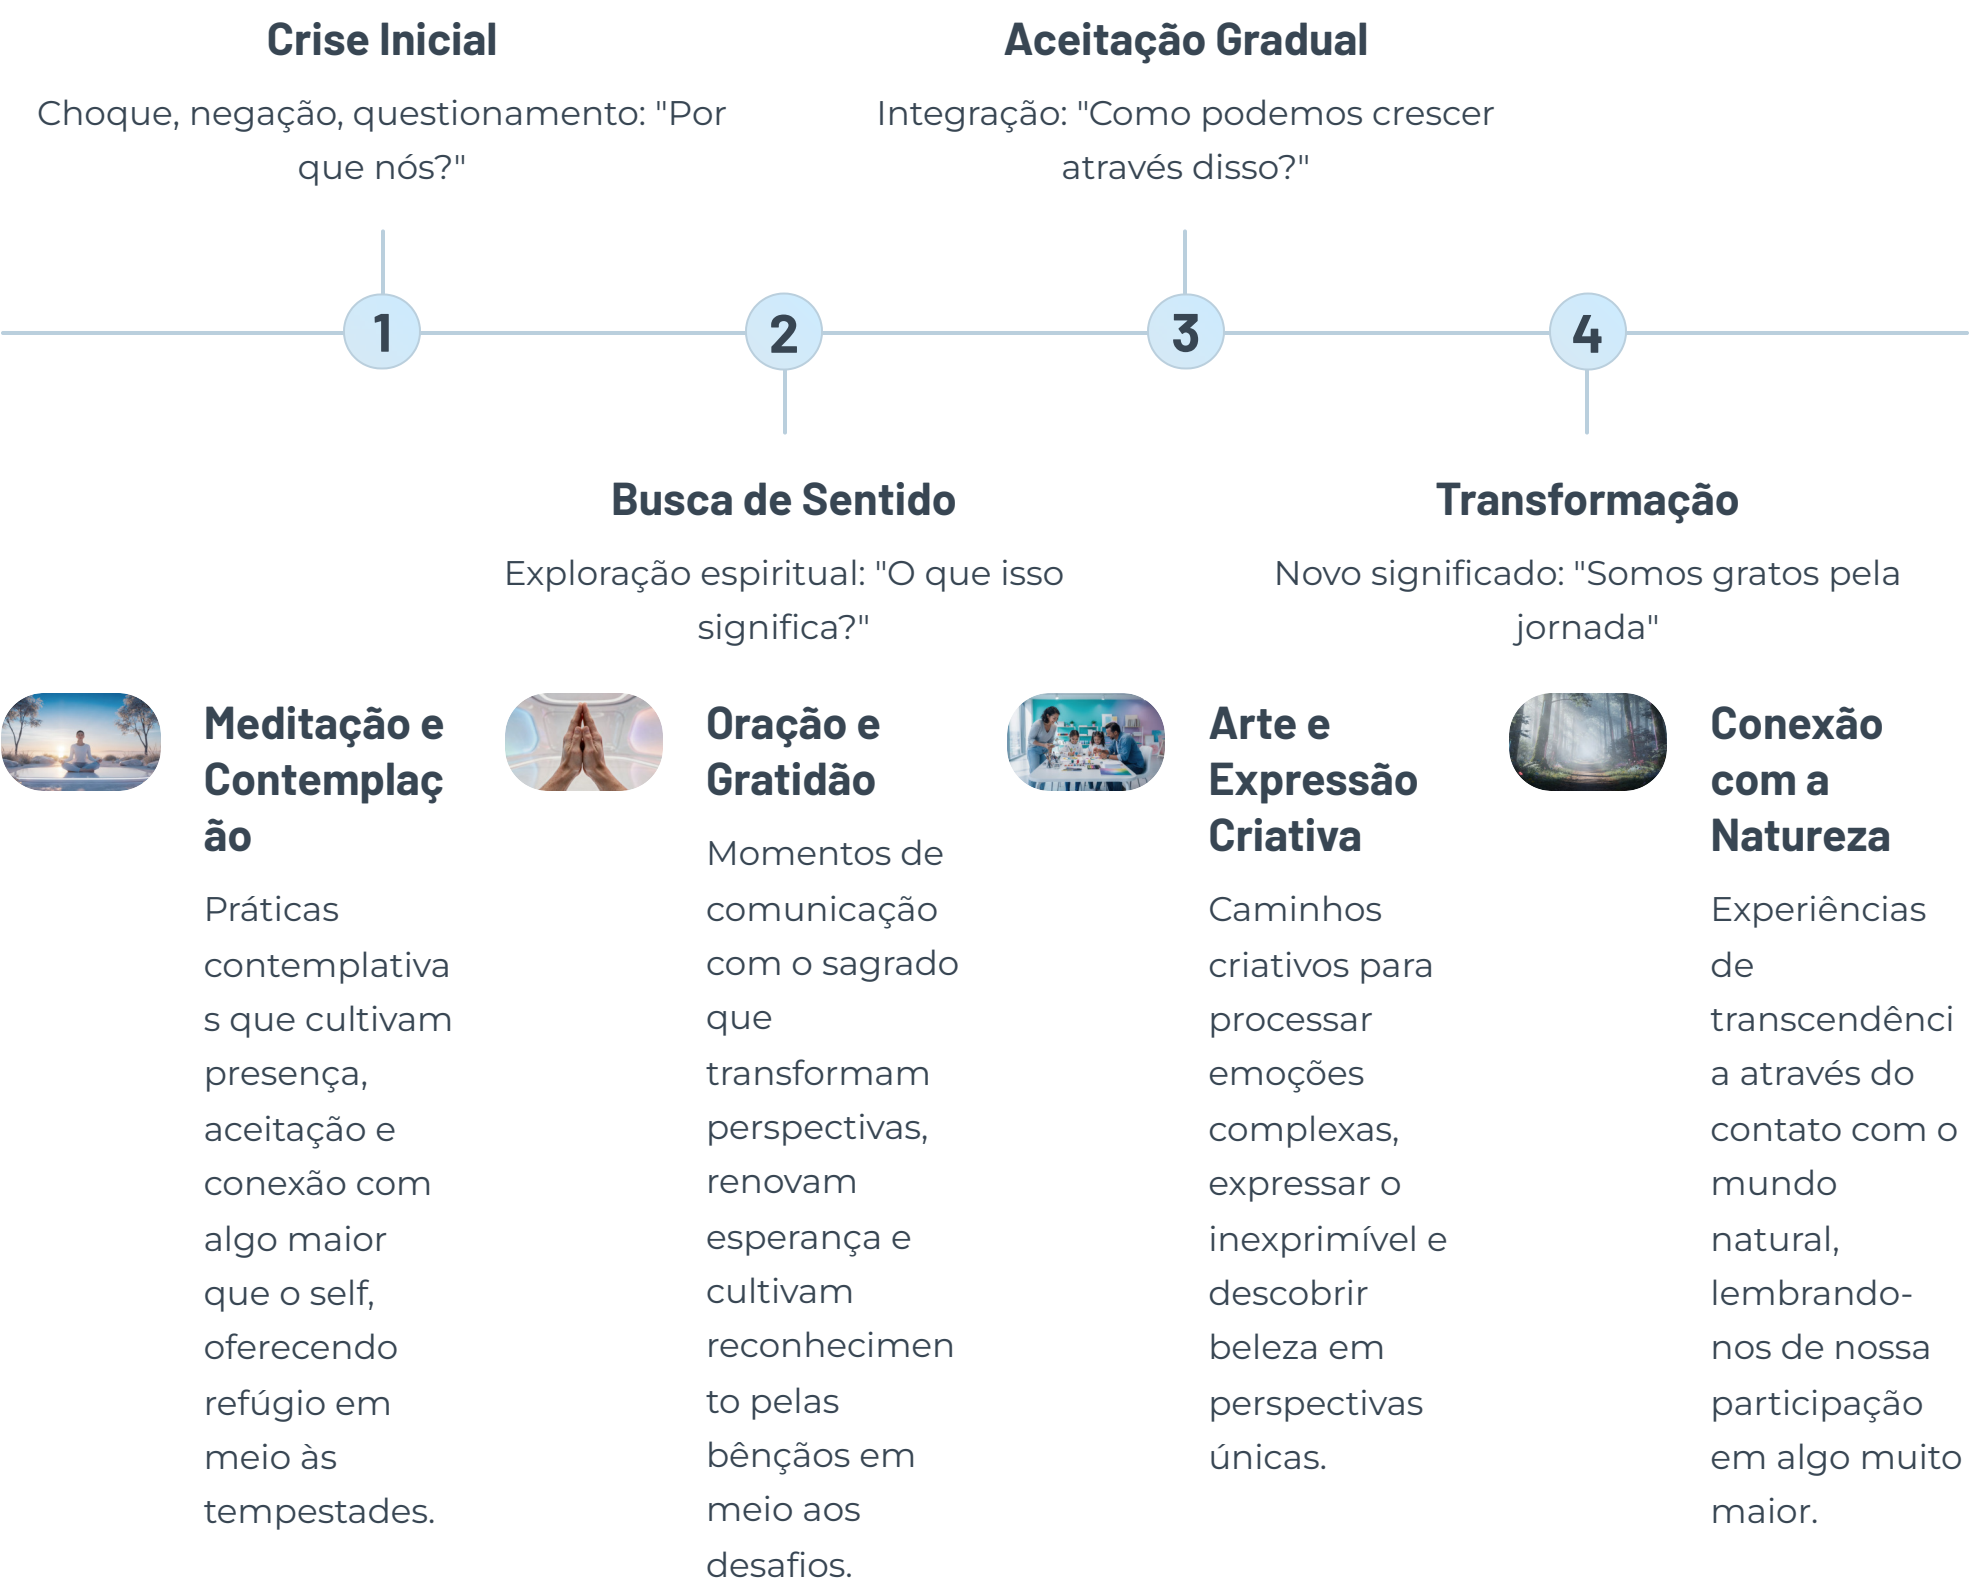 Crise Inicial
Choque, negação, questionamento: "Por
que nós?"
Aceitação Gradual
Integração: "Como podemos crescer
através disso?"
1
2
3
4
Busca de Sentido
Exploração espiritual: "O que isso
significa?"
Transformação
Novo significado: "Somos gratos pela
jornada"
Meditação e
Contemplaç
ão
Práticas
contemplativa
s que cultivam
presença,
aceitação e
conexão com
algo maior
que o self,
oferecendo
refúgio em
meio às
tempestades.
Oração e
Gratidão
Momentos de
comunicação
com o sagrado
que
transformam
perspectivas,
renovam
esperança e
cultivam
reconhecimen
to pelas
bênçãos em
meio aos
desafios.
Arte e
Expressão
Criativa
Caminhos
criativos para
processar
emoções
complexas,
expressar o
inexprimível e
descobrir
beleza em
perspectivas
únicas.
Conexão
com a
Natureza
Experiências
de
transcendênci
a através do
contato com o
mundo
natural,
lembrando-
nos de nossa
participação
em algo muito
maior.